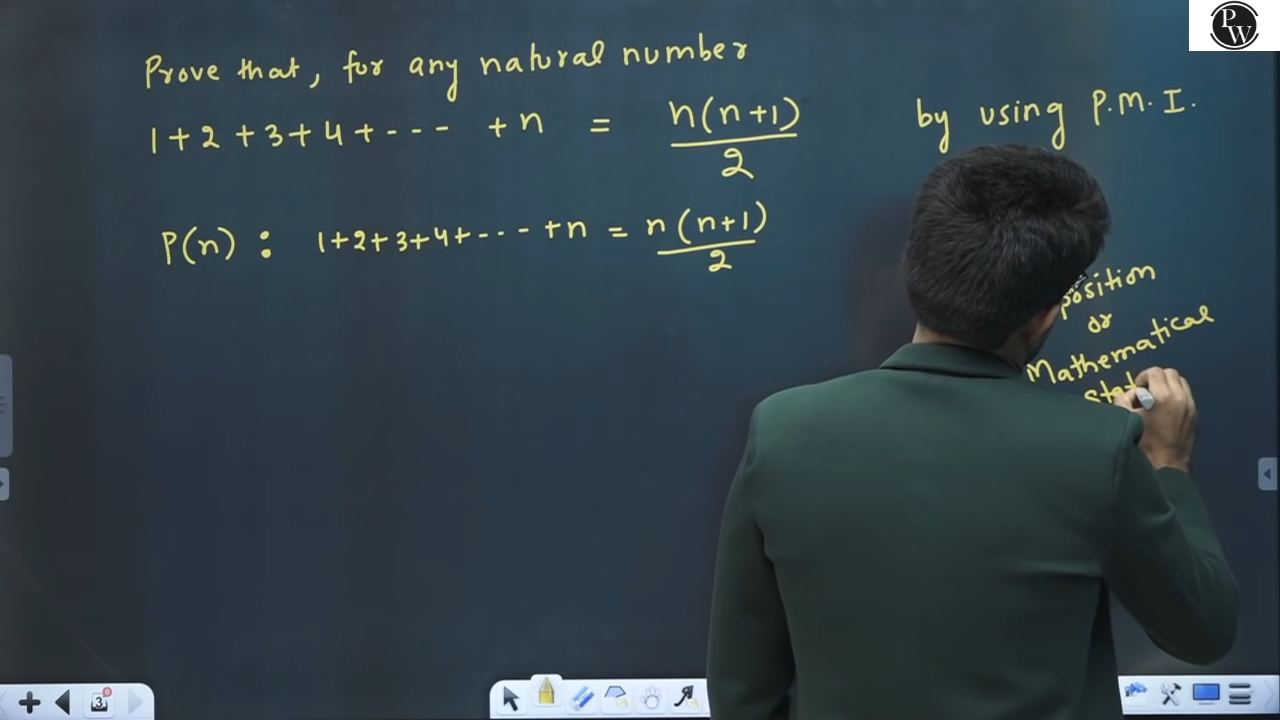 Prove that, for any natural number
1+2+3+4+--- +n = n(n+1)/2 by using P.M.I.
P(n) : 1+2+3+4+--- +n = n(n+1)/2
or
Mathematical
PW
3